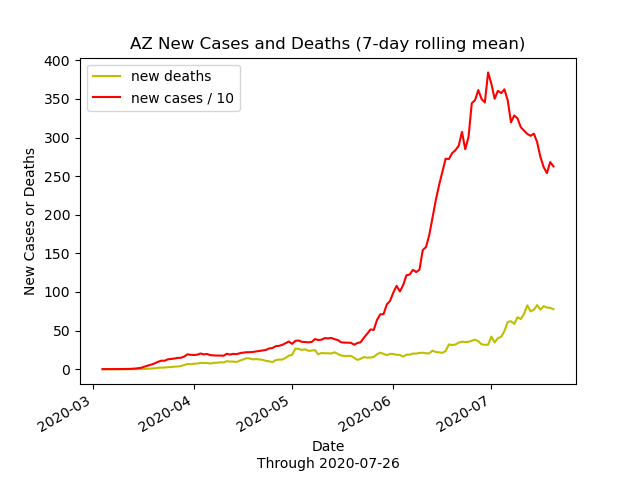 AZ New Cases and Deaths (7-day rolling mean)
new deaths
new cases / 10
New Cases or Deaths
400
350
300
250
200
150
100
50
0
2020-03
2020-04
2020-05
2020-06
2020-07
Date
Through 2020-07-26